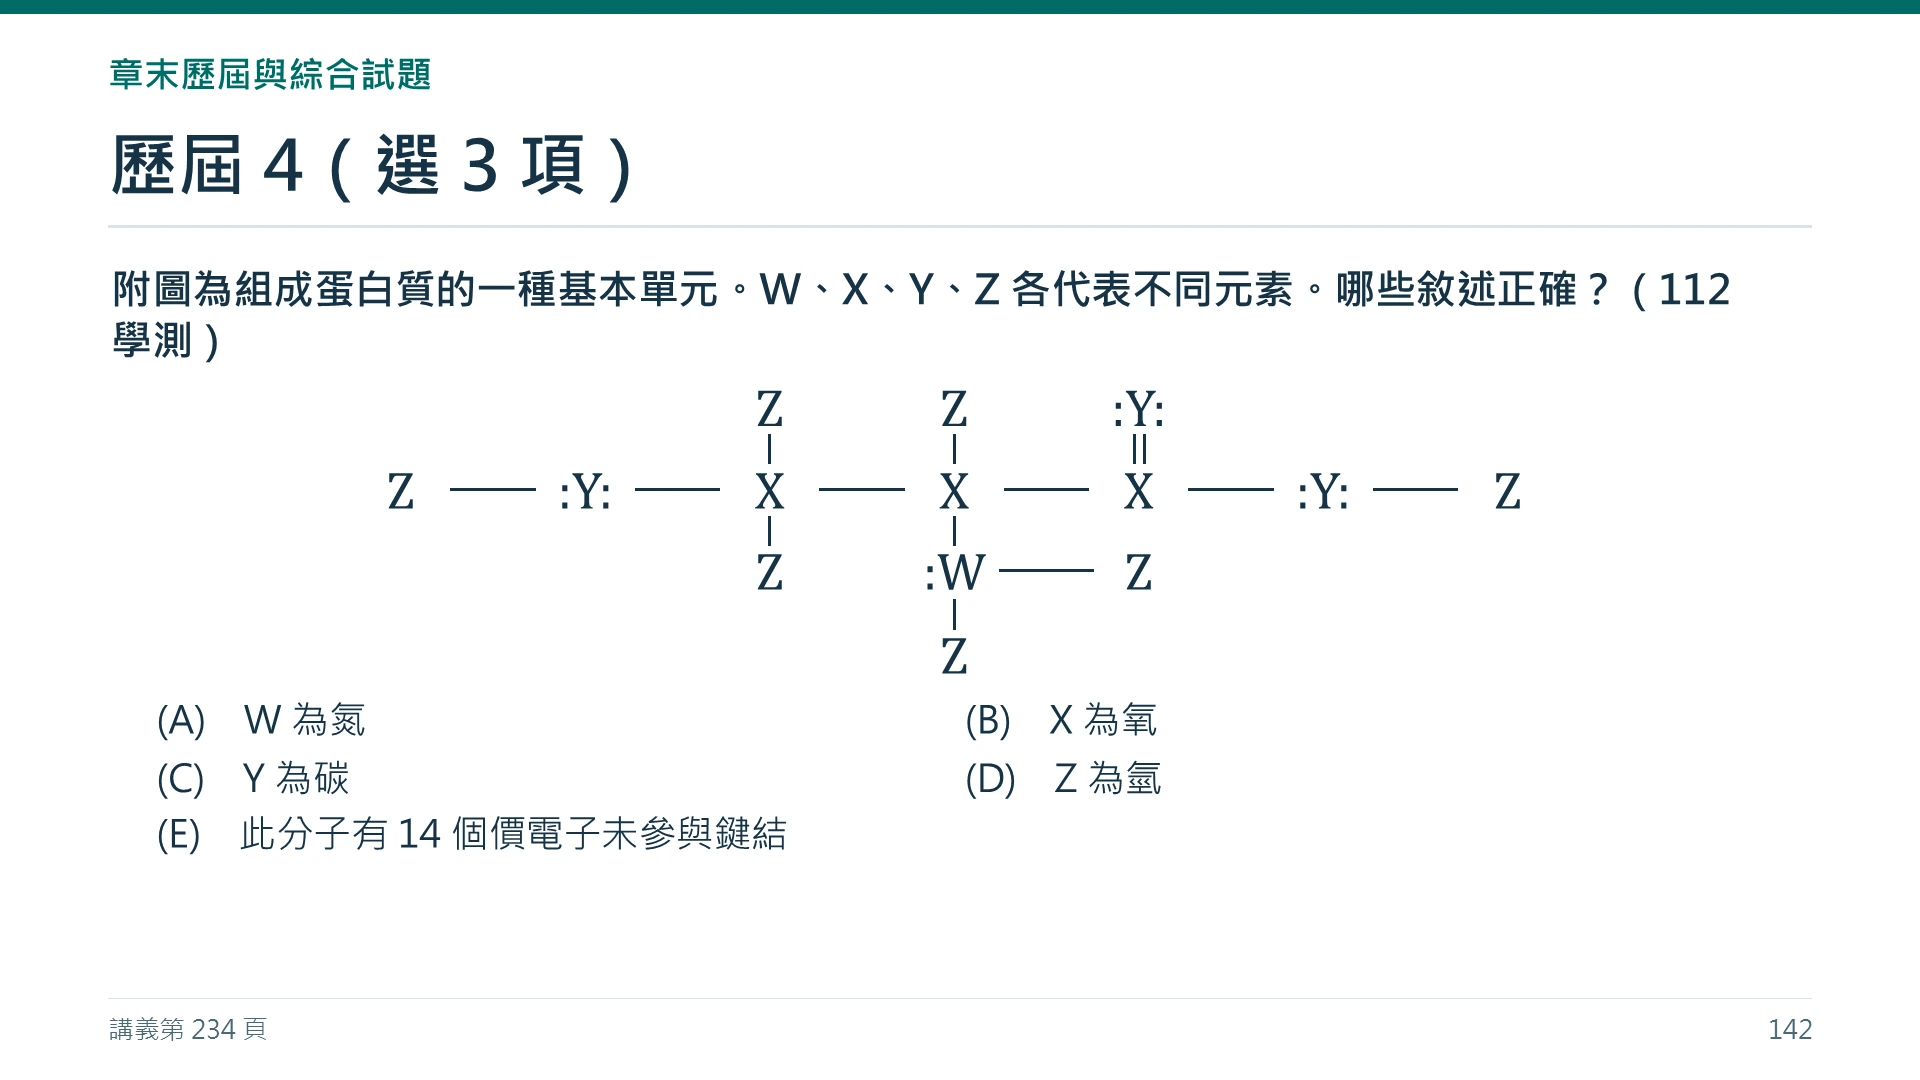 章末歷屆與綜合試題
歷屆 4（選 3 項）
附圖為組成蛋白質的一種基本單元。W、X、Y、Z 各代表不同元素。哪些敘述正確？（112
學測）
Z Z :Y:
Z :Y: X X X :Y: Z
Z :W Z
Z
(A) W 為氮 (B) X 為氧
(C) Y 為碳 (D) Z 為氫
(E) 此分子有 14 個價電子未參與鍵結
講義第 234 頁 142